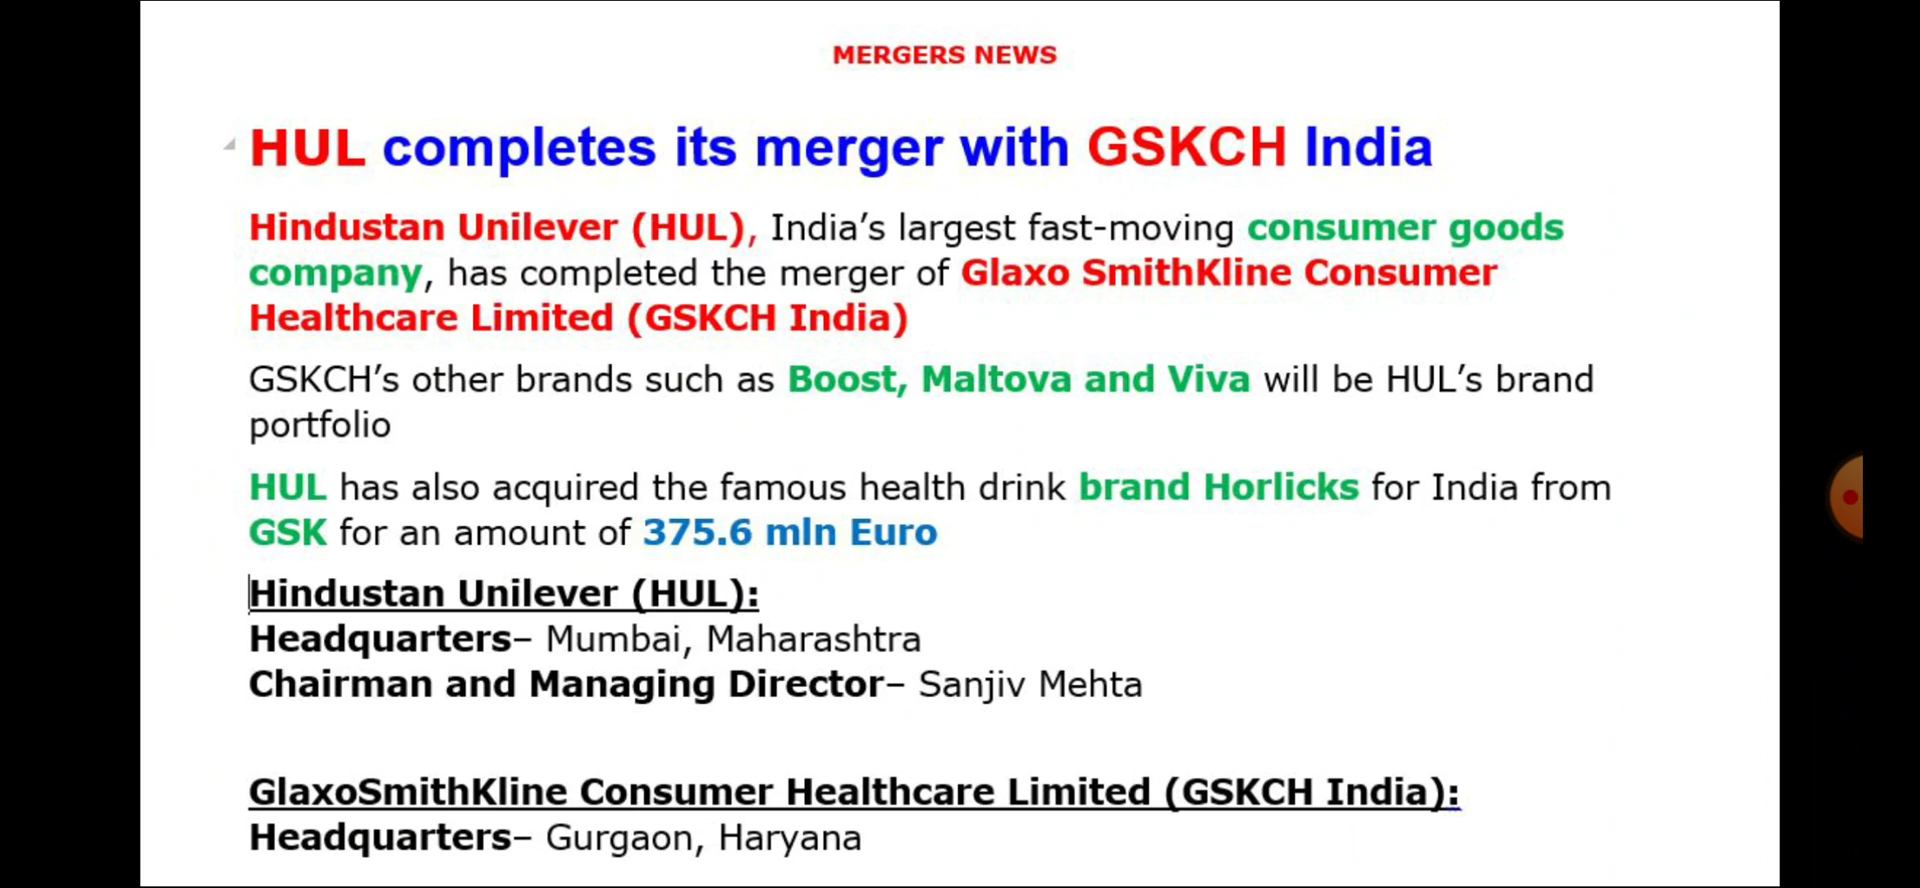 MERGERS NEWS
HUL completes its merger with GSKCH India
Hindustan Unilever (HUL), India’s largest fast-moving consumer goods
company, has completed the merger of Glaxo SmithKline Consumer
Healthcare Limited (GSKCH India)
GSKCH’s other brands such as Boost, Maltova and Viva will be HUL’s brand
portfolio
HUL has also acquired the famous health drink brand Horlicks for India from
GSK for an amount of 375.6 mln Euro
Hindustan Unilever (HUL):
Headquarters– Mumbai, Maharashtra
Chairman and Managing Director– Sanjiv Mehta
GlaxoSmithKline Consumer Healthcare Limited (GSKCH India):
Headquarters– Gurgaon, Haryana